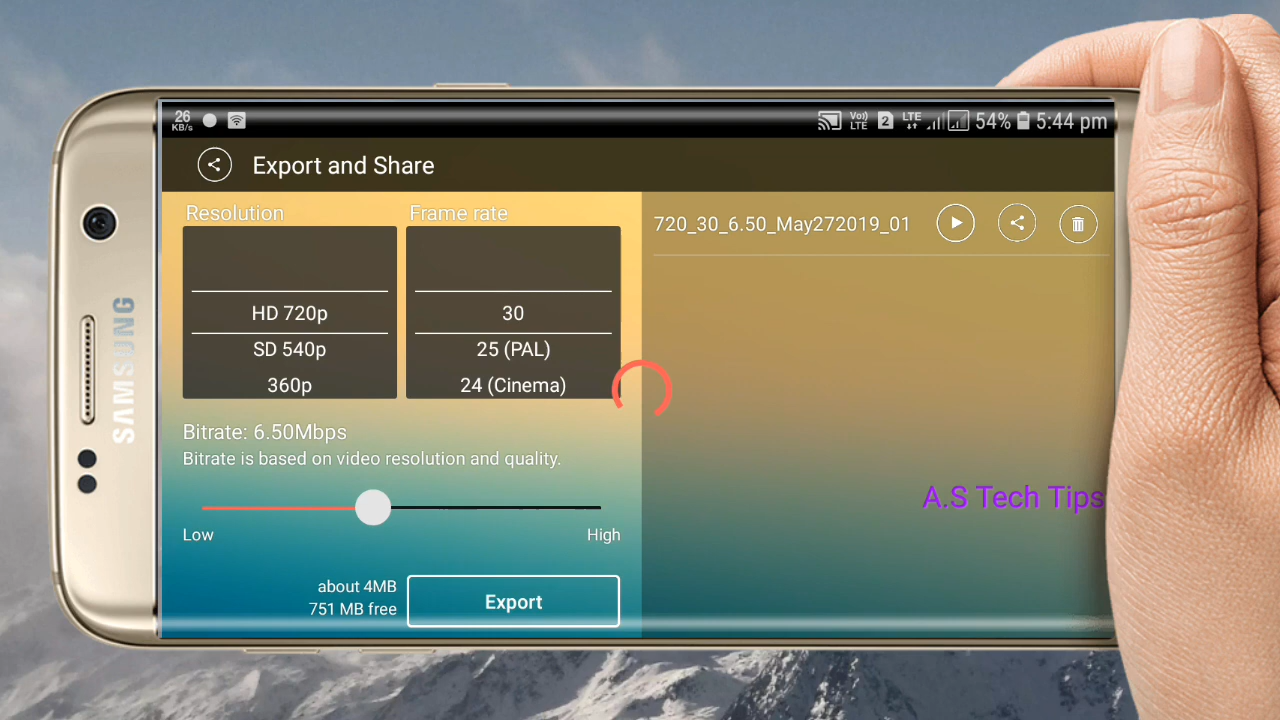 26
KB/s
Vo))
LTE
2
LTE
54%
5:44 pm
Export and Share
Resolution
Frame rate
HD 720p
SD 540p
360p
30
25 (PAL)
24 (Cinema)
Bitrate: 6.50Mbps
Bitrate is based on video resolution and quality.
Low
High
about 4MB
751 MB free
Export
720_30_6.50_May272019_01
A.S Tech Tips
SAMSUNG